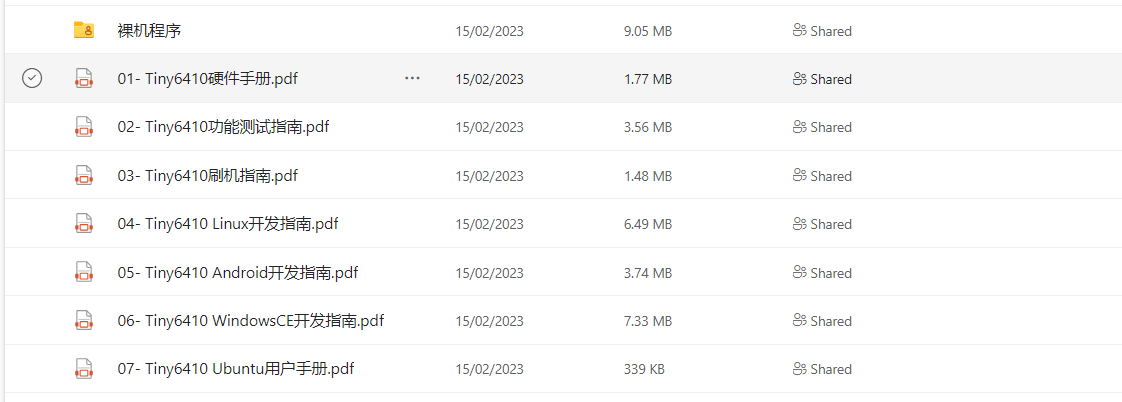 裸机程序 15/02/2023 9.05 MB Shared
01- Tiny6410硬件手册.pdf ··· 15/02/2023 1.77 MB Shared
02- Tiny6410功能测试指南.pdf 15/02/2023 3.56 MB Shared
03- Tiny6410刷机指南.pdf 15/02/2023 1.48 MB Shared
04- Tiny6410 Linux开发指南.pdf 15/02/2023 6.49 MB Shared
05- Tiny6410 Android开发指南.pdf 15/02/2023 3.74 MB Shared
06- Tiny6410 WindowsCE开发指南.pdf 15/02/2023 7.33 MB Shared
07- Tiny6410 Ubuntu用户手册.pdf 15/02/2023 339 KB Shared